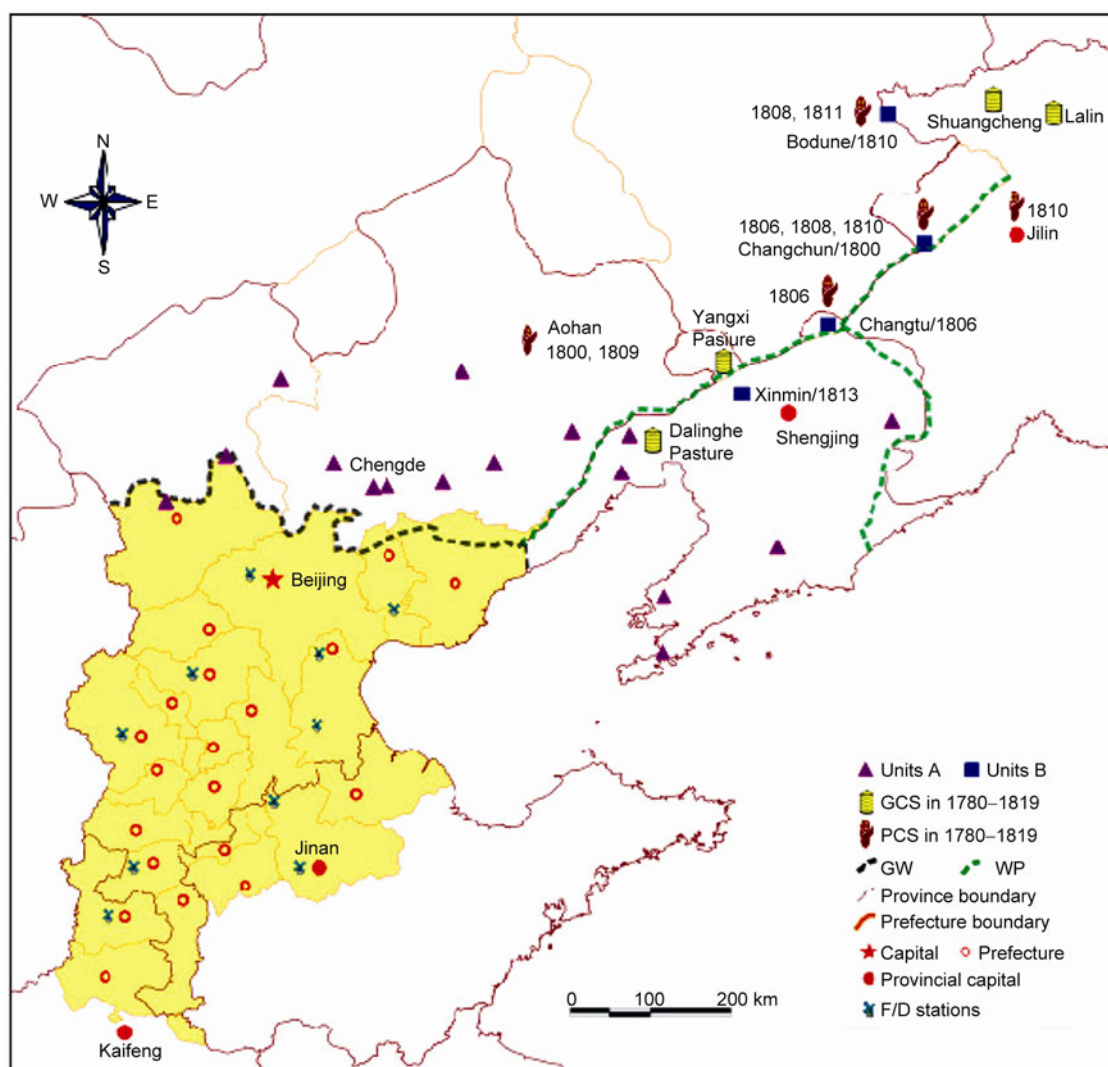 N
W
E
S
1808, 1811
Bodune/1810
Shuangcheng
Lalin
1806, 1808, 1810
Changchun/1800
1810
Jilin
1806
Changtu/1806
Yangxi
Pasiure
Aohan
1800, 1809
Xinmin/1813
Shengjing
Dalinghe
Pasture
Chengde
Beijing
Jinan
Kaifeng
0 100 200 km
Units A
Units B
GCS in 1780–1819
PCS in 1780–1819
GW
WP
Province boundary
Prefecture boundary
Capital
Prefecture
Provincial capital
F/D stations